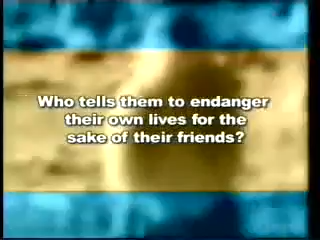 Who tells them to endanger
their own lives for the
sake of their friends?